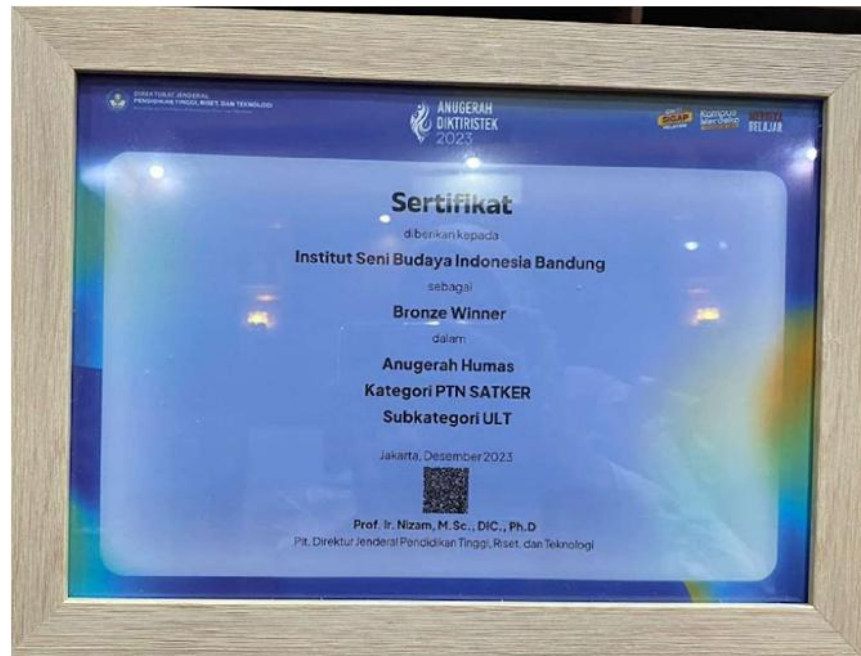 DIREKTORAT JENDERAL
PENDIDIKAN TINGGI, RISET, DAN TEKNOLOGI
ANUGERAH
DIKTIRISTEK
2023
SIGAP
MELAYANI
Kampus
Merdeka
MERDEKA
BELAJAR
Sertifikat
diberikan kepada
Institut Seni Budaya Indonesia Bandung
sebagai
Bronze Winner
dalam
Anugerah Humas
Kategori PTN SATKER
Subkategori ULT
Jakarta, Desember 2023
Prof. Ir. Nizam, M.Sc., DIC., Ph.D
Plt. Direktur Jenderal Pendidikan Tinggi, Riset, dan Teknologi